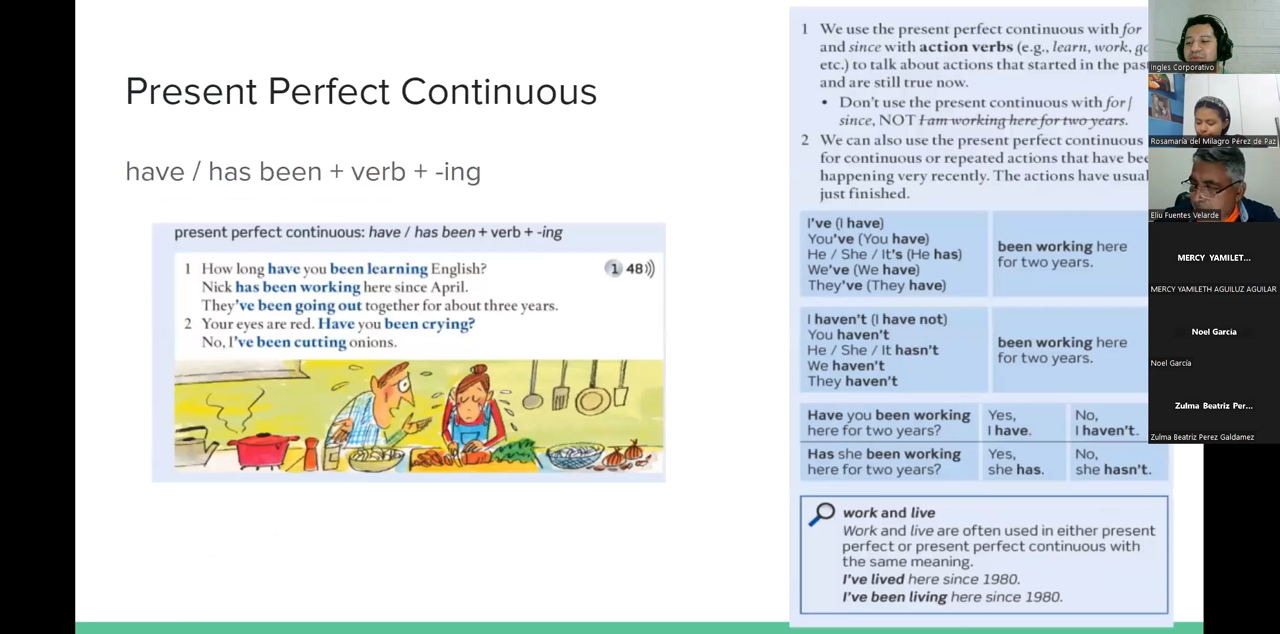 Present Perfect Continuous
have / has been + verb + -ing
present perfect continuous: have / has been + verb + -ing
1 How long have you been learning English?
1 48))
Nick has been working here since April.
They've been going out together for about three years.
2 Your eyes are red. Have you been crying?
No, I've been cutting onions.
1 We use the present perfect continuous with for
and since with action verbs (e.g., learn, work, go
etc.) to talk about actions that started in the past
and are still true now.
• Don't use the present continuous with for /
since, NOT I am working here for two years.
2 We can also use the present perfect continuous
for continuous or repeated actions that have bee
happening very recently. The actions have usual
just finished.
I've (I have)
You've (You have)
He / She / It's (He has)
We've (We have)
They've (They have)
been working here
for two years.
I haven't (I have not)
You haven't
He / She / It hasn't
We haven't
They haven't
been working here
for two years.
Have you been working
here for two years?
Yes,
I have.
No,
I haven't.
Has she been working
here for two years?
Yes,
she has.
No,
she hasn't.
work and live
Work and live are often used in either present
perfect or present perfect continuous with
the same meaning.
I've lived here since 1980.
I've been living here since 1980.
Ingles Corporativo
Rosamaría del Milagro Pérez de Paz
Eliu Fuentes Velarde
MERCY YAMILET...
MERCY YAMILETH AGUILUZ AGUILAR
Noel García
Noel García
Zulma Beatriz Per...
Zulma Beatriz Perez Galdamez